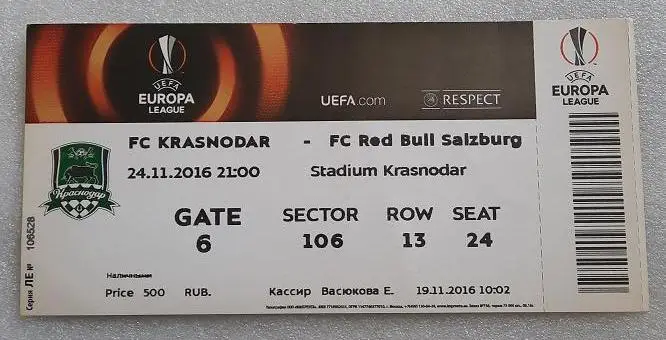 UEFA
EUROPA
LEAGUE
UEFA.com
RESPECT
UEFA
EUROPA
LEAGUE
FC KRASNODAR - FC Red Bull Salzburg
24.11.2016 21:00 Stadium Krasnodar
Краснодар
GATE SECTOR ROW SEAT
6 106 13 24
Наличными
Price 500 RUB. Кассир Васюкова Е. 19.11.2016 10:02
Серия ЛЕ № 106528